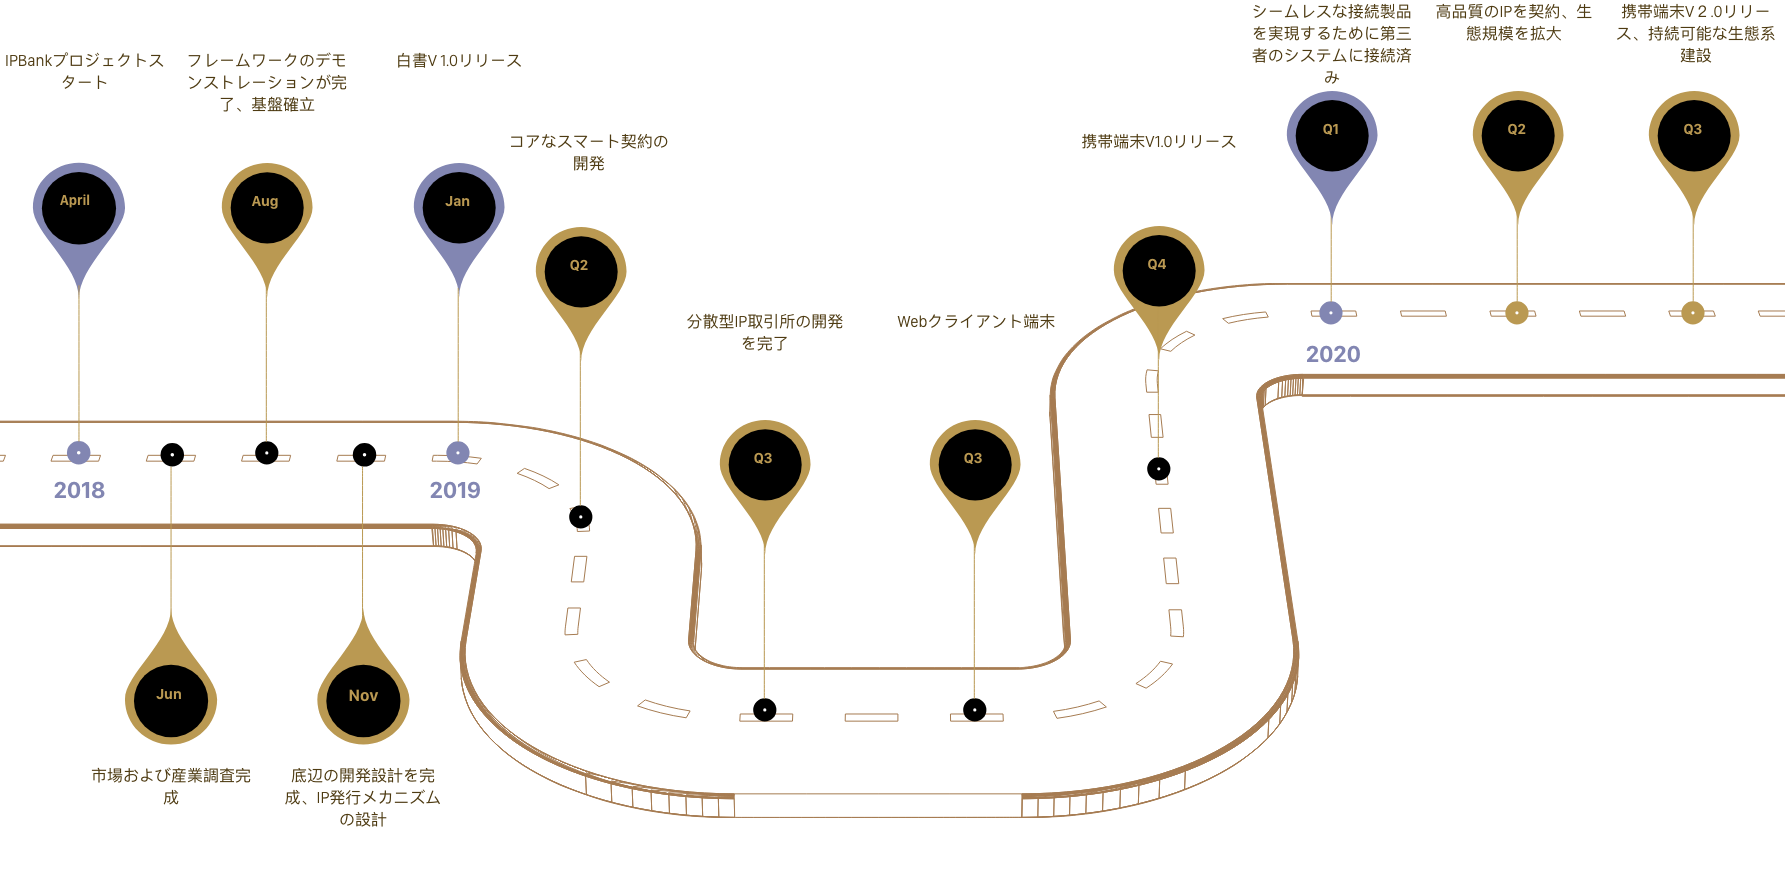 IPBankプロジェクトス
タート
April
2018
Jun
市場および産業調査完
成
フレームワークのデモ
ンストレーションが完
了、基盤確立
Aug
Nov
底辺の開発設計を完
成、IP発行メカニズム
の設計
白書V 1.0リリース
Jan
2019
コアなスマート契約の
開発
Q2
分散型IP取引所の開発
を完了
Q3
Webクライアント端末
Q3
携帯端末V1.0リリース
Q4
シームレスな接続製品
を実現するために第三
者のシステムに接続済
み
Q1
2020
高品質のIPを契約、生
態規模を拡大
Q2
携帯端末V 2 .0リリー
ス、持続可能な生態系
建設
Q3